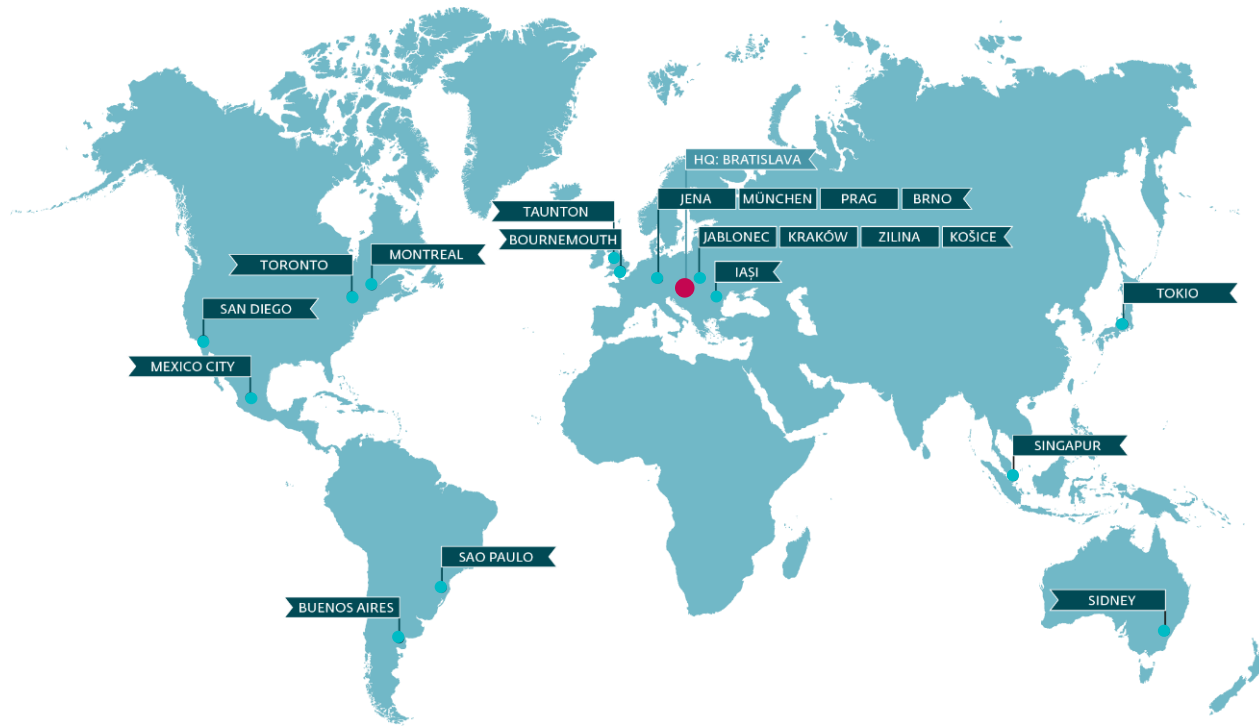 HQ: BRATISLAVA
JENA MÜNCHEN PRAG BRNO
TAUNTON
BOURNEMOUTH
JABLONEC KRAKÓW ZILINA KOŠICE
MONTREAL
TORONTO
IAȘI
TOKIO
SAN DIEGO
MEXICO CITY
SINGAPUR
SAO PAULO
BUENOS AIRES
SIDNEY